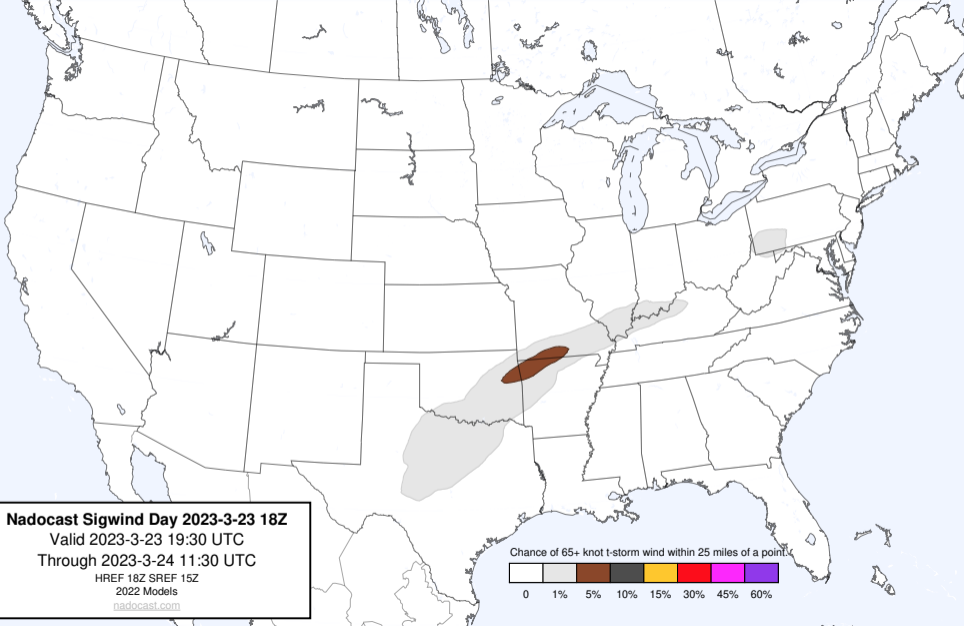 Nadocast Sigwind Day 2023-3-23 18Z
Valid 2023-3-23 19:30 UTC
Through 2023-3-24 11:30 UTC
HREF 18Z SREF 15Z
2022 Models
nadocast.com
Chance of 65+ knot t-storm wind within 25 miles of a point.
0 1% 5% 10% 15% 30% 45% 60%